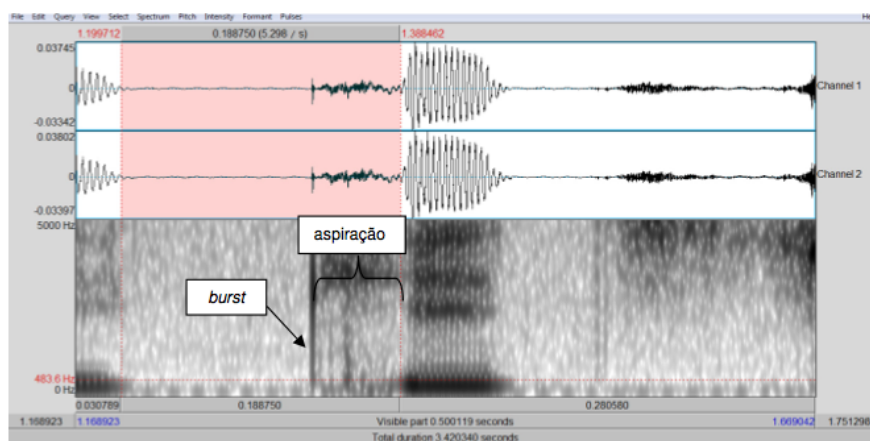 File Edit Query View Select Spectrum Pitch Intensity Formant Pulses
1.199712 0.188750 (5.298 / s) 1.388462
0.03745
0
-0.03342
Channel 1
0.03802
0
-0.03397
Channel 2
5000 Hz
aspiração
burst
483.6 Hz
0 Hz
0.030789 0.188750 0.280580
1.168923 1.168923 Visible part 0.500119 seconds 1.669042 1.751298
Total duration 3.420340 seconds